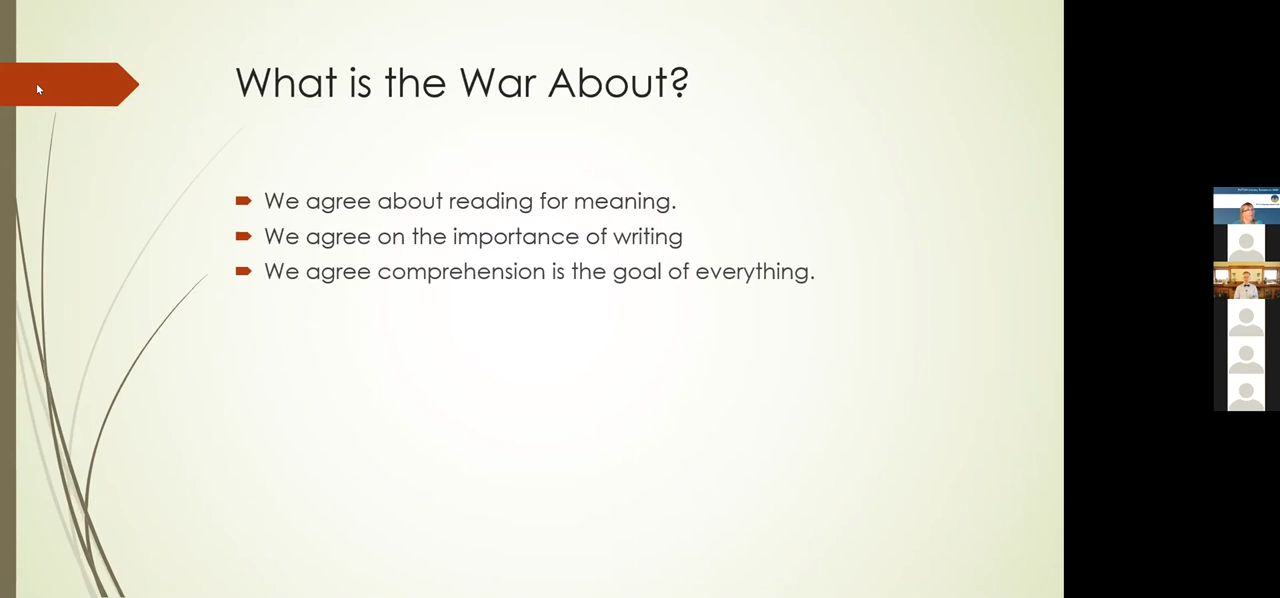 What is the War About?
We agree about reading for meaning.
We agree on the importance of writing
We agree comprehension is the goal of everything.